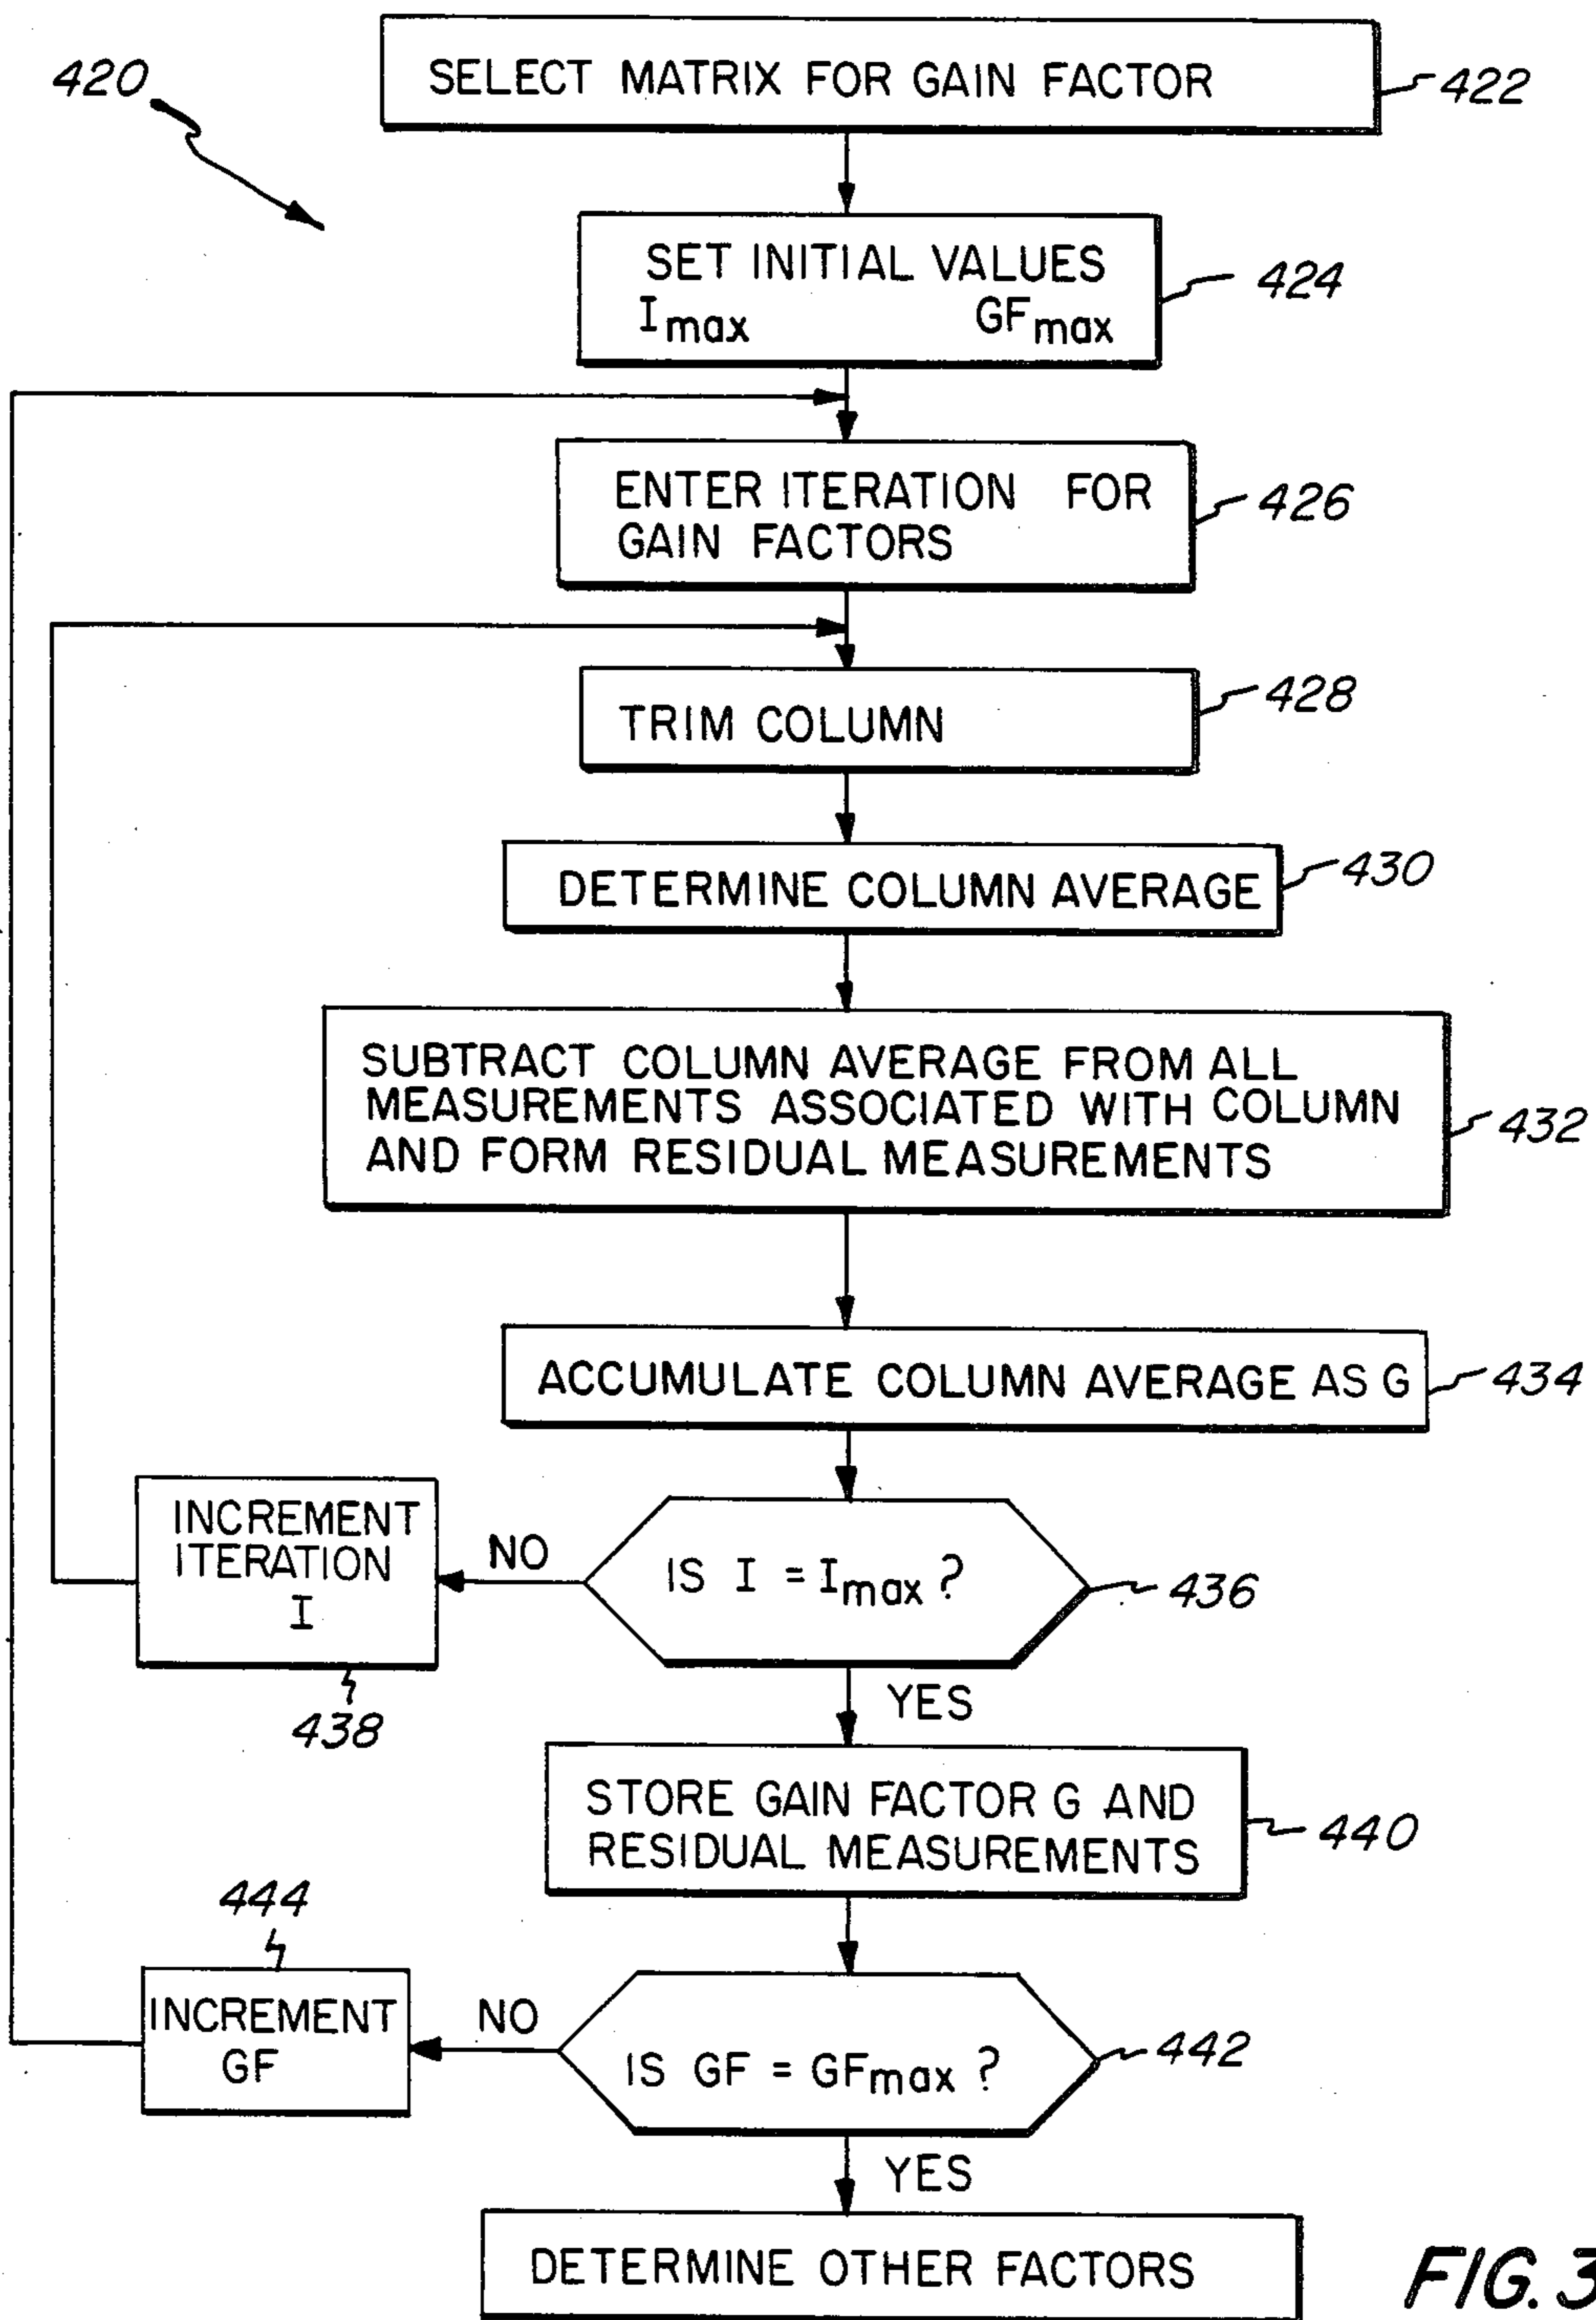 420
SELECT MATRIX FOR GAIN FACTOR
422
SET INITIAL VALUES
Imax GFmax
424
ENTER ITERATION FOR
GAIN FACTORS
426
TRIM COLUMN
428
DETERMINE COLUMN AVERAGE
430
SUBTRACT COLUMN AVERAGE FROM ALL
MEASUREMENTS ASSOCIATED WITH COLUMN
AND FORM RESIDUAL MEASUREMENTS
432
ACCUMULATE COLUMN AVERAGE AS G
434
INCREMENT
ITERATION
I
438
NO
IS I = Imax ?
436
YES
STORE GAIN FACTOR G AND
RESIDUAL MEASUREMENTS
440
444
INCREMENT
GF
NO
IS GF = GFmax ?
442
YES
DETERMINE OTHER FACTORS
FIG. 3